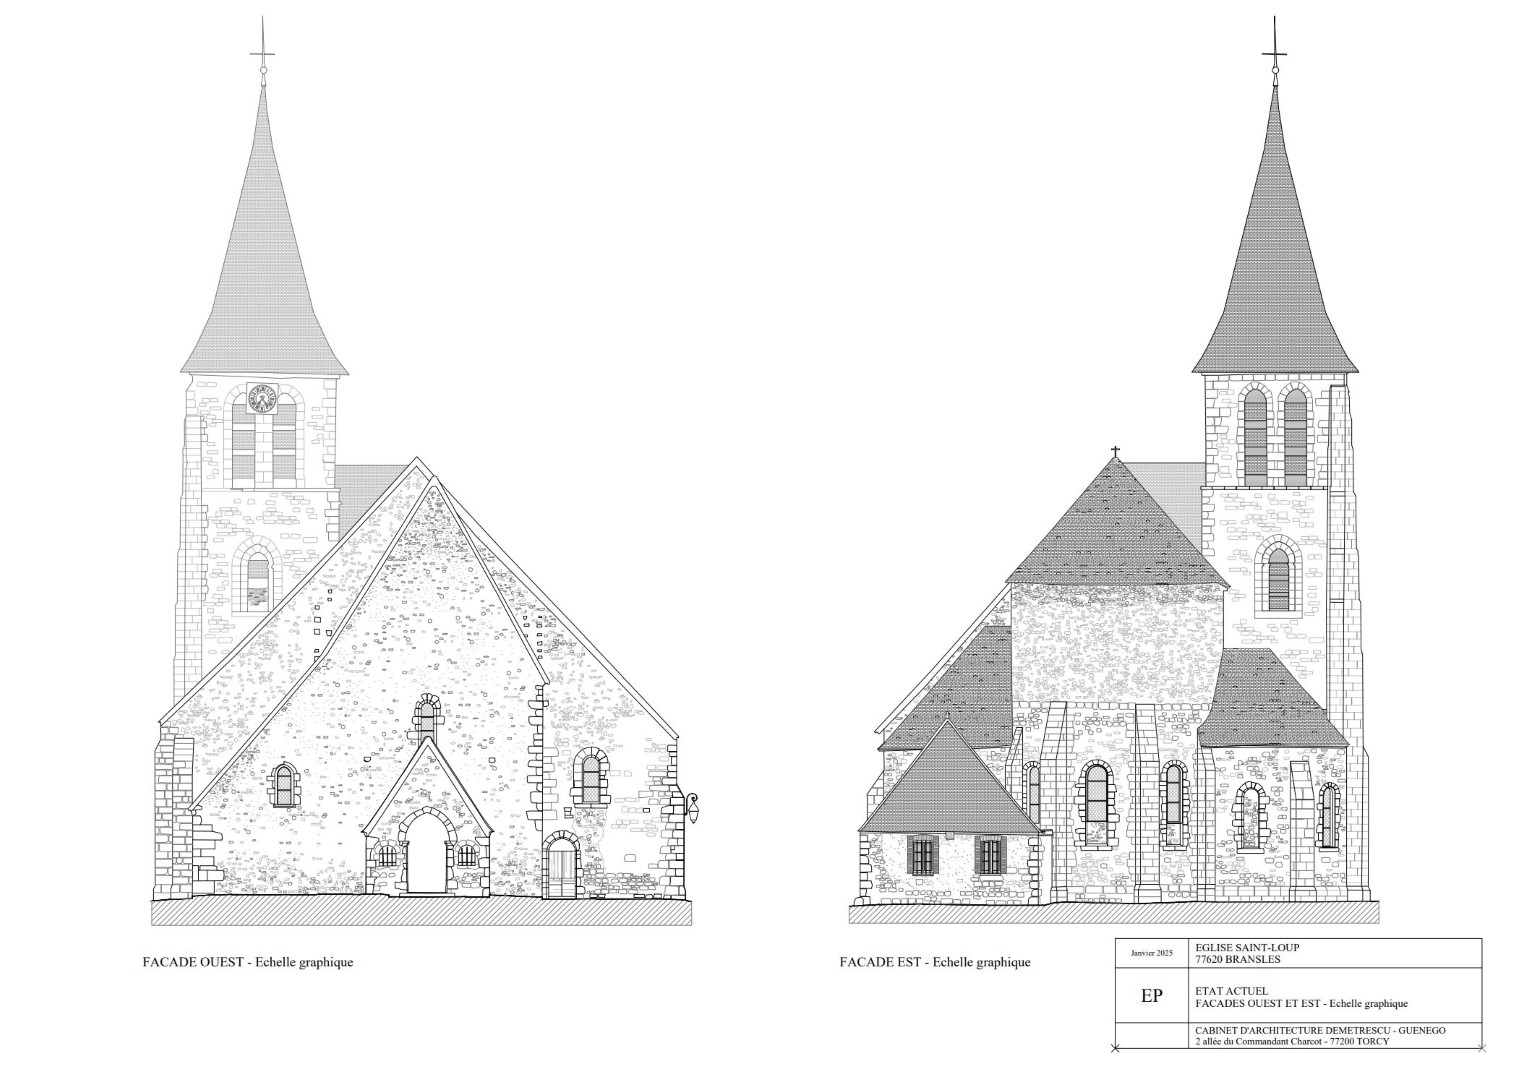 FACADE OUEST - Echelle graphique
FACADE EST - Echelle graphique
Janvier 2025
EGLISE SAINT-LOUP
77620 BRANSLES
EP
ETAT ACTUEL
FACADES OUEST ET EST - Echelle graphique
CABINET D'ARCHITECTURE DEMETRESCU - GUENEGO
2 allée du Commandant Charcot - 77200 TORCY